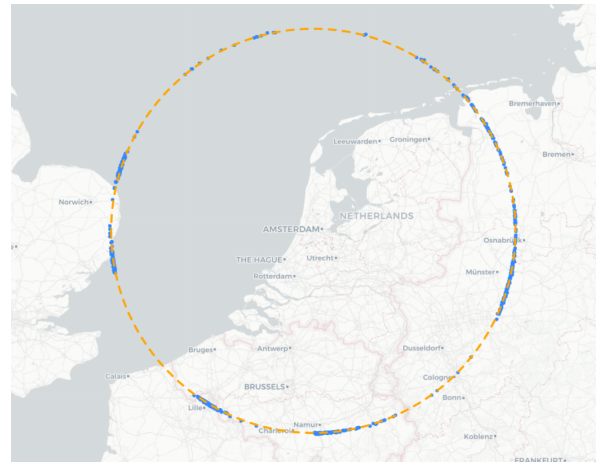 Bremerhaven
Leeuwarden
Groningen
Bremen
Norwich
NETHERLANDS
AMSTERDAM
Osnabrück
THE HAGUE
Utrecht
Rotterdam
Münster
Bruges
Antwerp
Dusseldorf
Calais
Cologne
BRUSSELS
Bonn
Lille
Namur
Charleroi
Koblenz
FRANKFURT